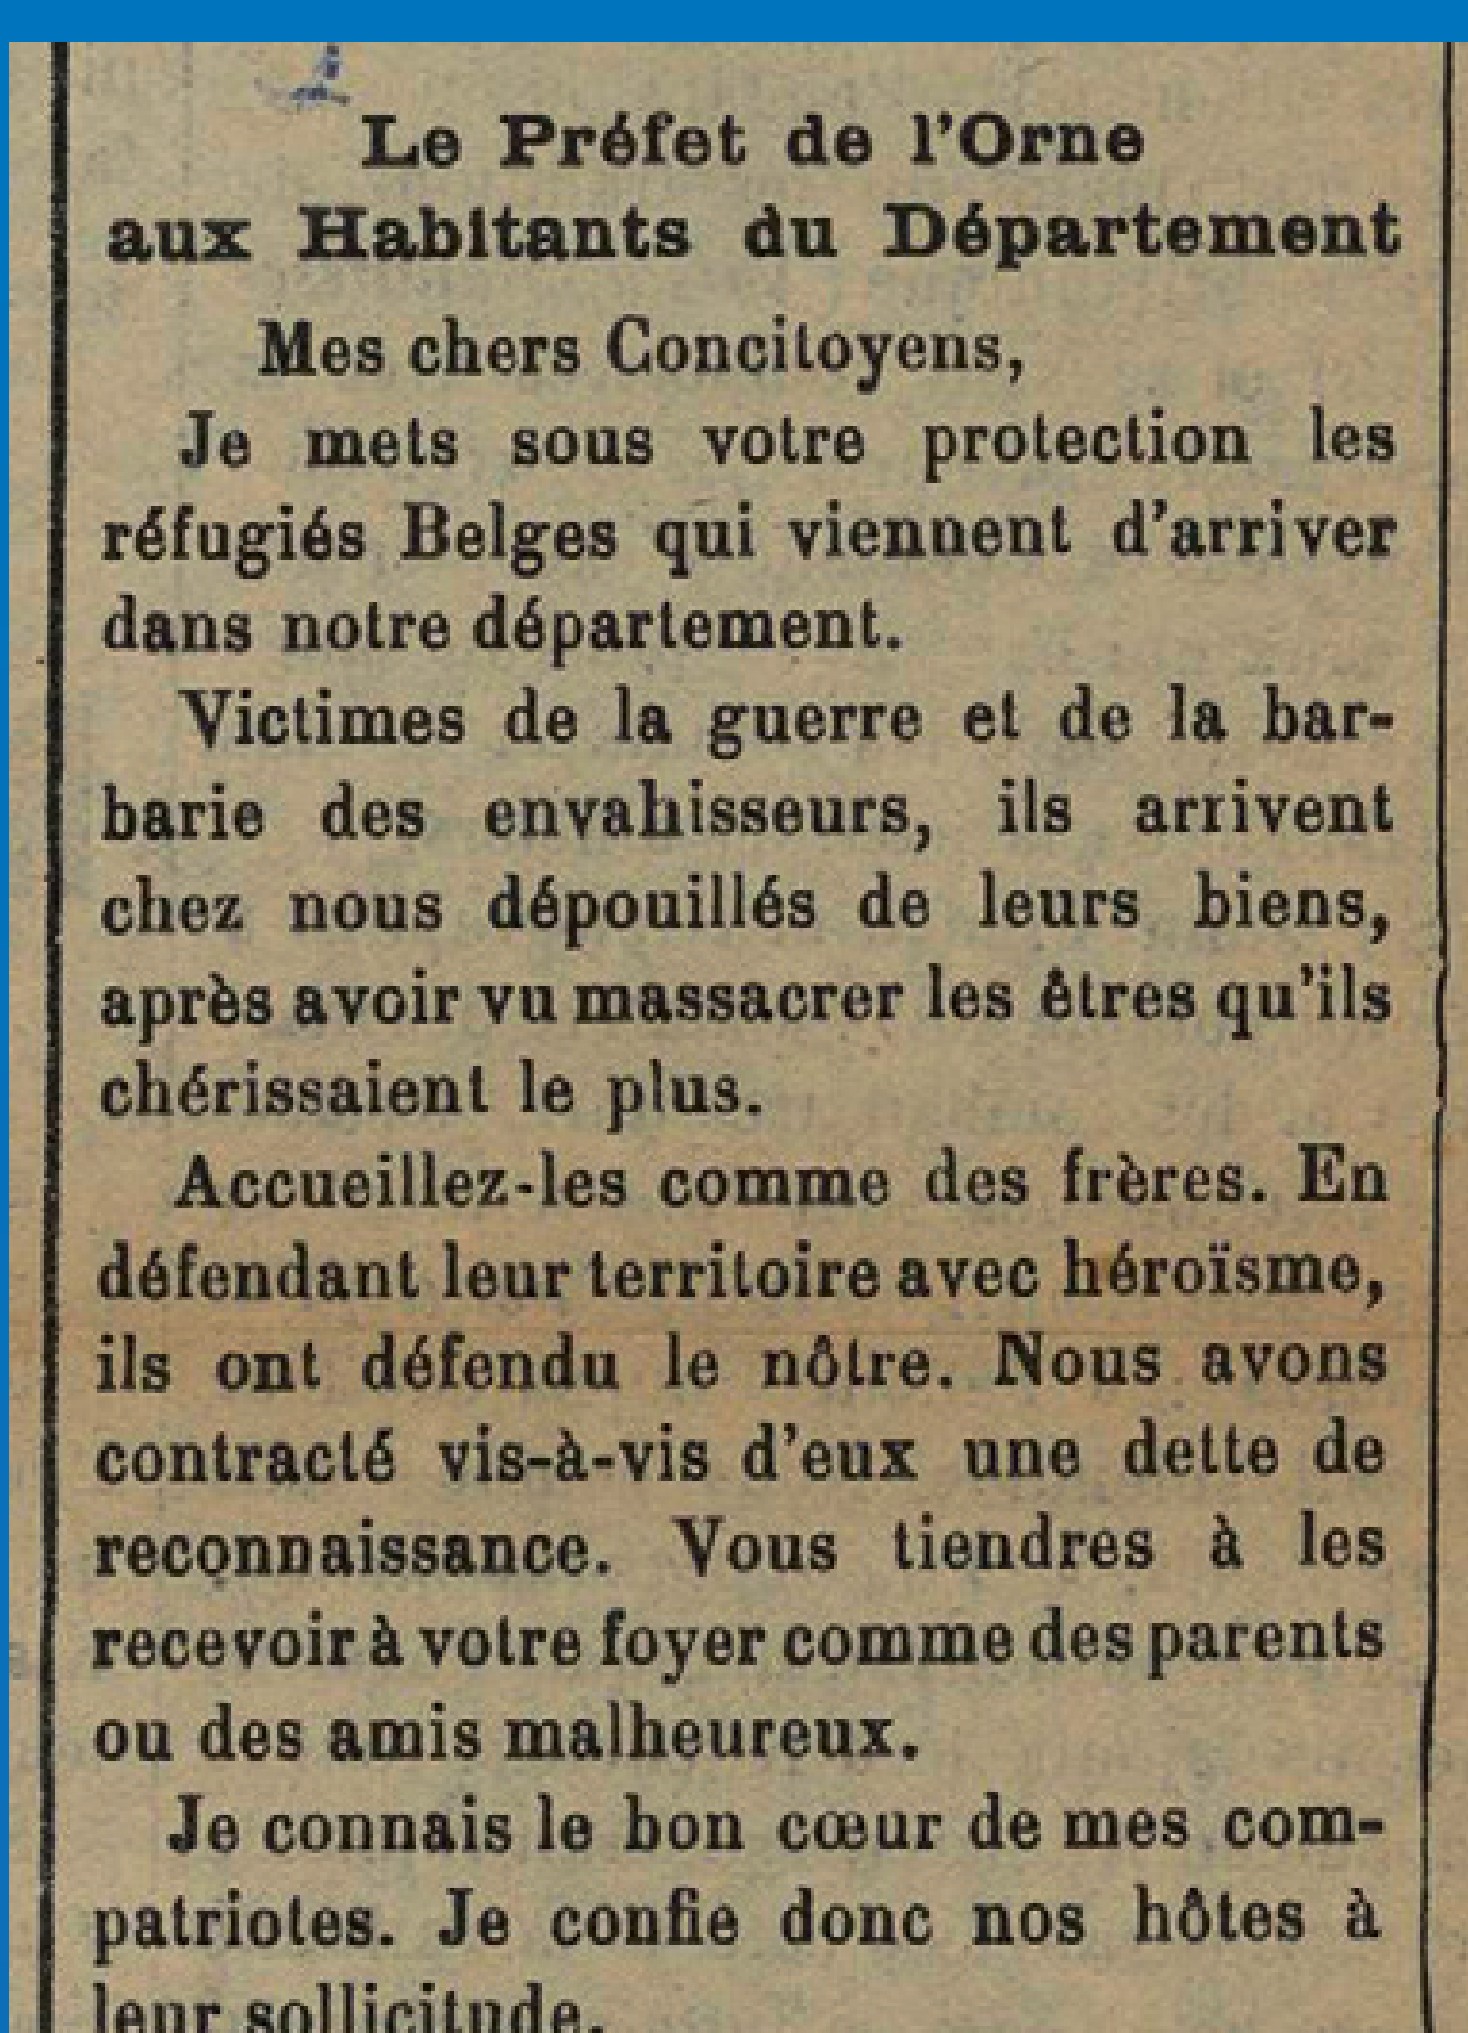 Le Préfet de l'Orne
aux Habitants du Département
Mes chers Concitoyens,
Je mets sous votre protection les
réfugiés Belges qui viennent d'arriver
dans notre département.
Victimes de la guerre et de la bar-
barie des envahisseurs, ils arrivent
chez nous dépouillés de leurs biens,
après avoir vu massacrer les êtres qu'ils
chérissaient le plus.
Accueillez-les comme des frères. En
défendant leur territoire avec héroïsme,
ils ont défendu le nôtre. Nous avons
contracté vis-à-vis d'eux une dette de
reconnaissance. Vous tiendres à les
recevoir à votre foyer comme des parents
ou des amis malheureux.
Je connais le bon cœur de mes com-
patriotes. Je confie donc nos hôtes à
leur sollicitude.